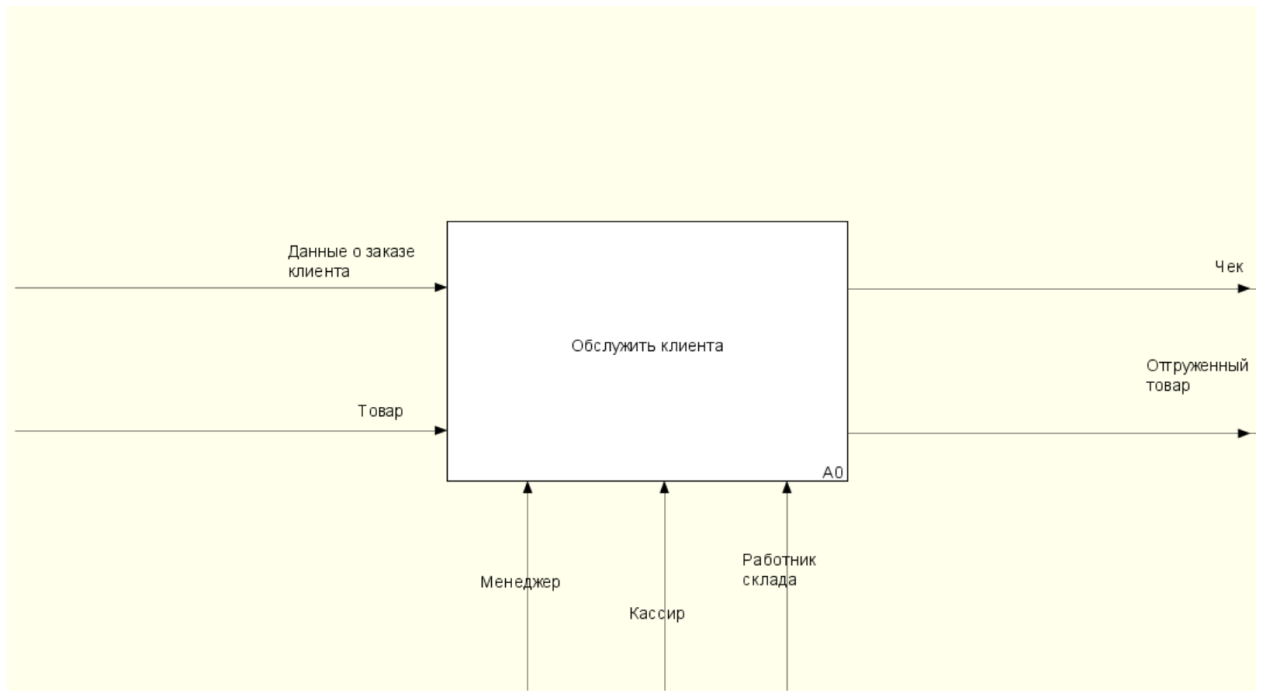 Данные о заказе
клиента
Чек
Обслужить клиента
Отгруженный
товар
Товар
A0
Менеджер
Кассир
Работник
склада